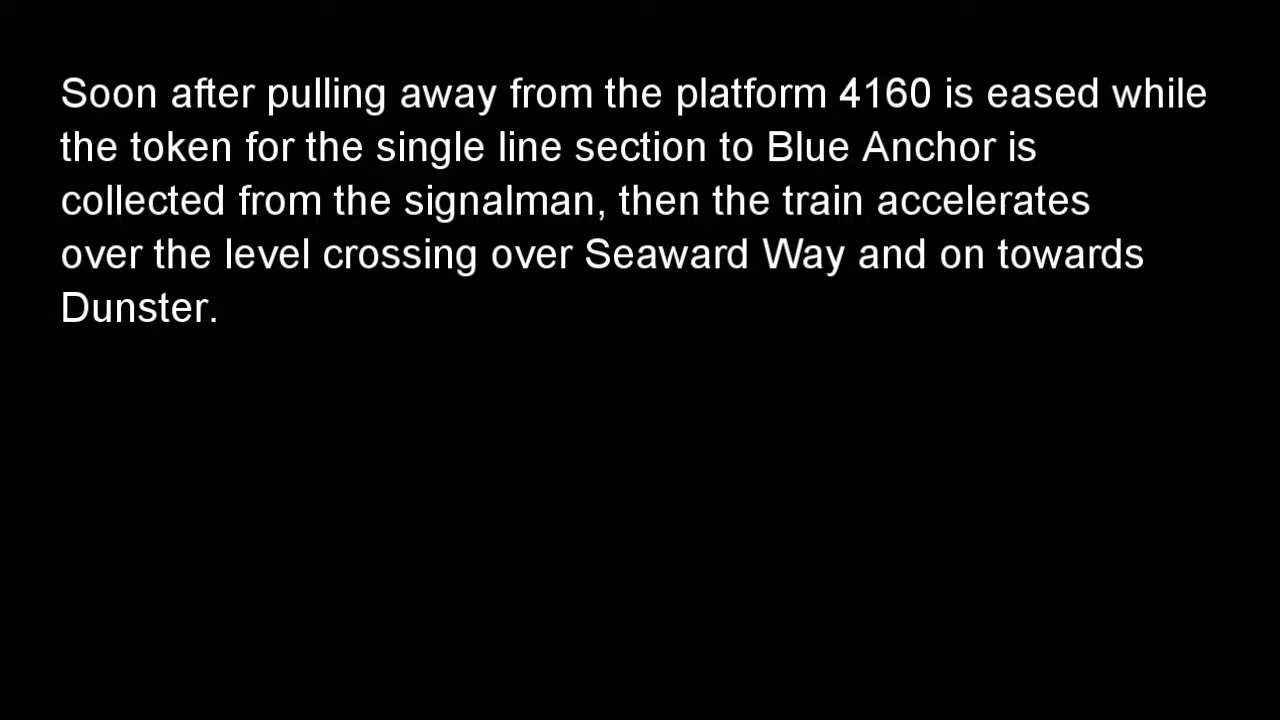 Soon after pulling away from the platform 4160 is eased while
the token for the single line section to Blue Anchor is
collected from the signalman, then the train accelerates
over the level crossing over Seaward Way and on towards
Dunster.